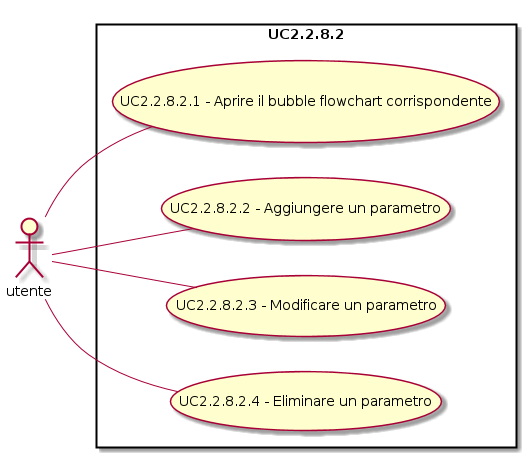 UC2.2.8.2
UC2.2.8.2.1 - Aprire il bubble flowchart corrispondente
UC2.2.8.2.2 - Aggiungere un parametro
utente
UC2.2.8.2.3 - Modificare un parametro
UC2.2.8.2.4 - Eliminare un parametro